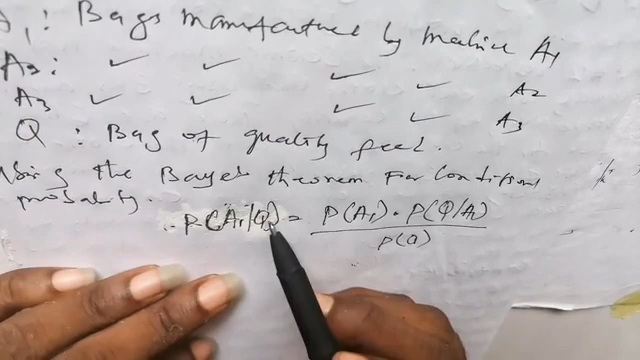 A₁: Bags manufactured by machine A₁
A₂: ✓ ✓ ✓ ✓ A₂
A₃ ✓ ✓ ✓ ✓ A₃
Q : Bag of quality feel.
Using the Bayes theorem For Conditional
probality.
∴ P(A₁/Q) = P(A₁) · P(Q/A₁)
P(Q)